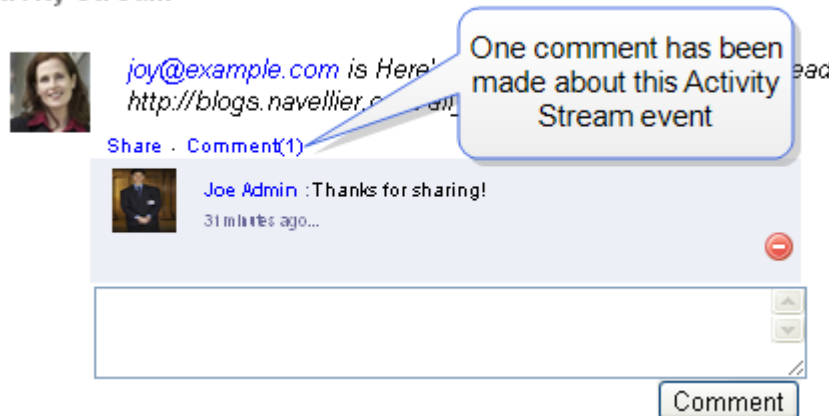 joy@example.com is Here'
http://blogs.navellier.c
One comment has been
made about this Activity
Stream event
Share . Comment(1)
Joe Admin :Thanks for sharing!
31 minutes ago...
Comment